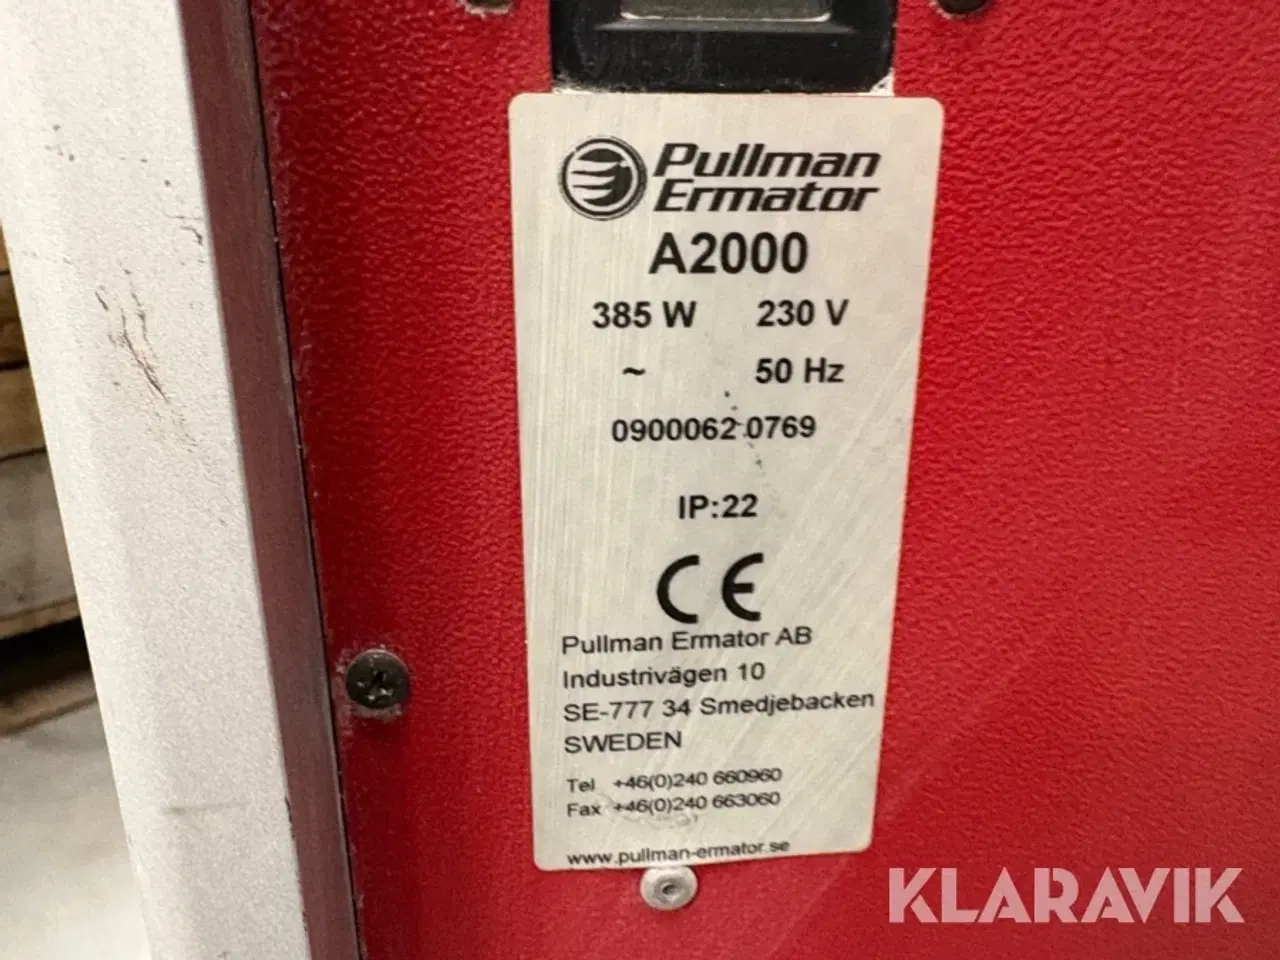 Pullman
Ermator
A2000
385 W 230 V
~ 50 Hz
0900062 0769
IP:22
CE
Pullman Ermator AB
Industrivägen 10
SE-777 34 Smedjebacken
SWEDEN
Tel +46(0)240 660960
Fax +46(0)240 663060
www.pullman-ermator.se
KLARAVIK